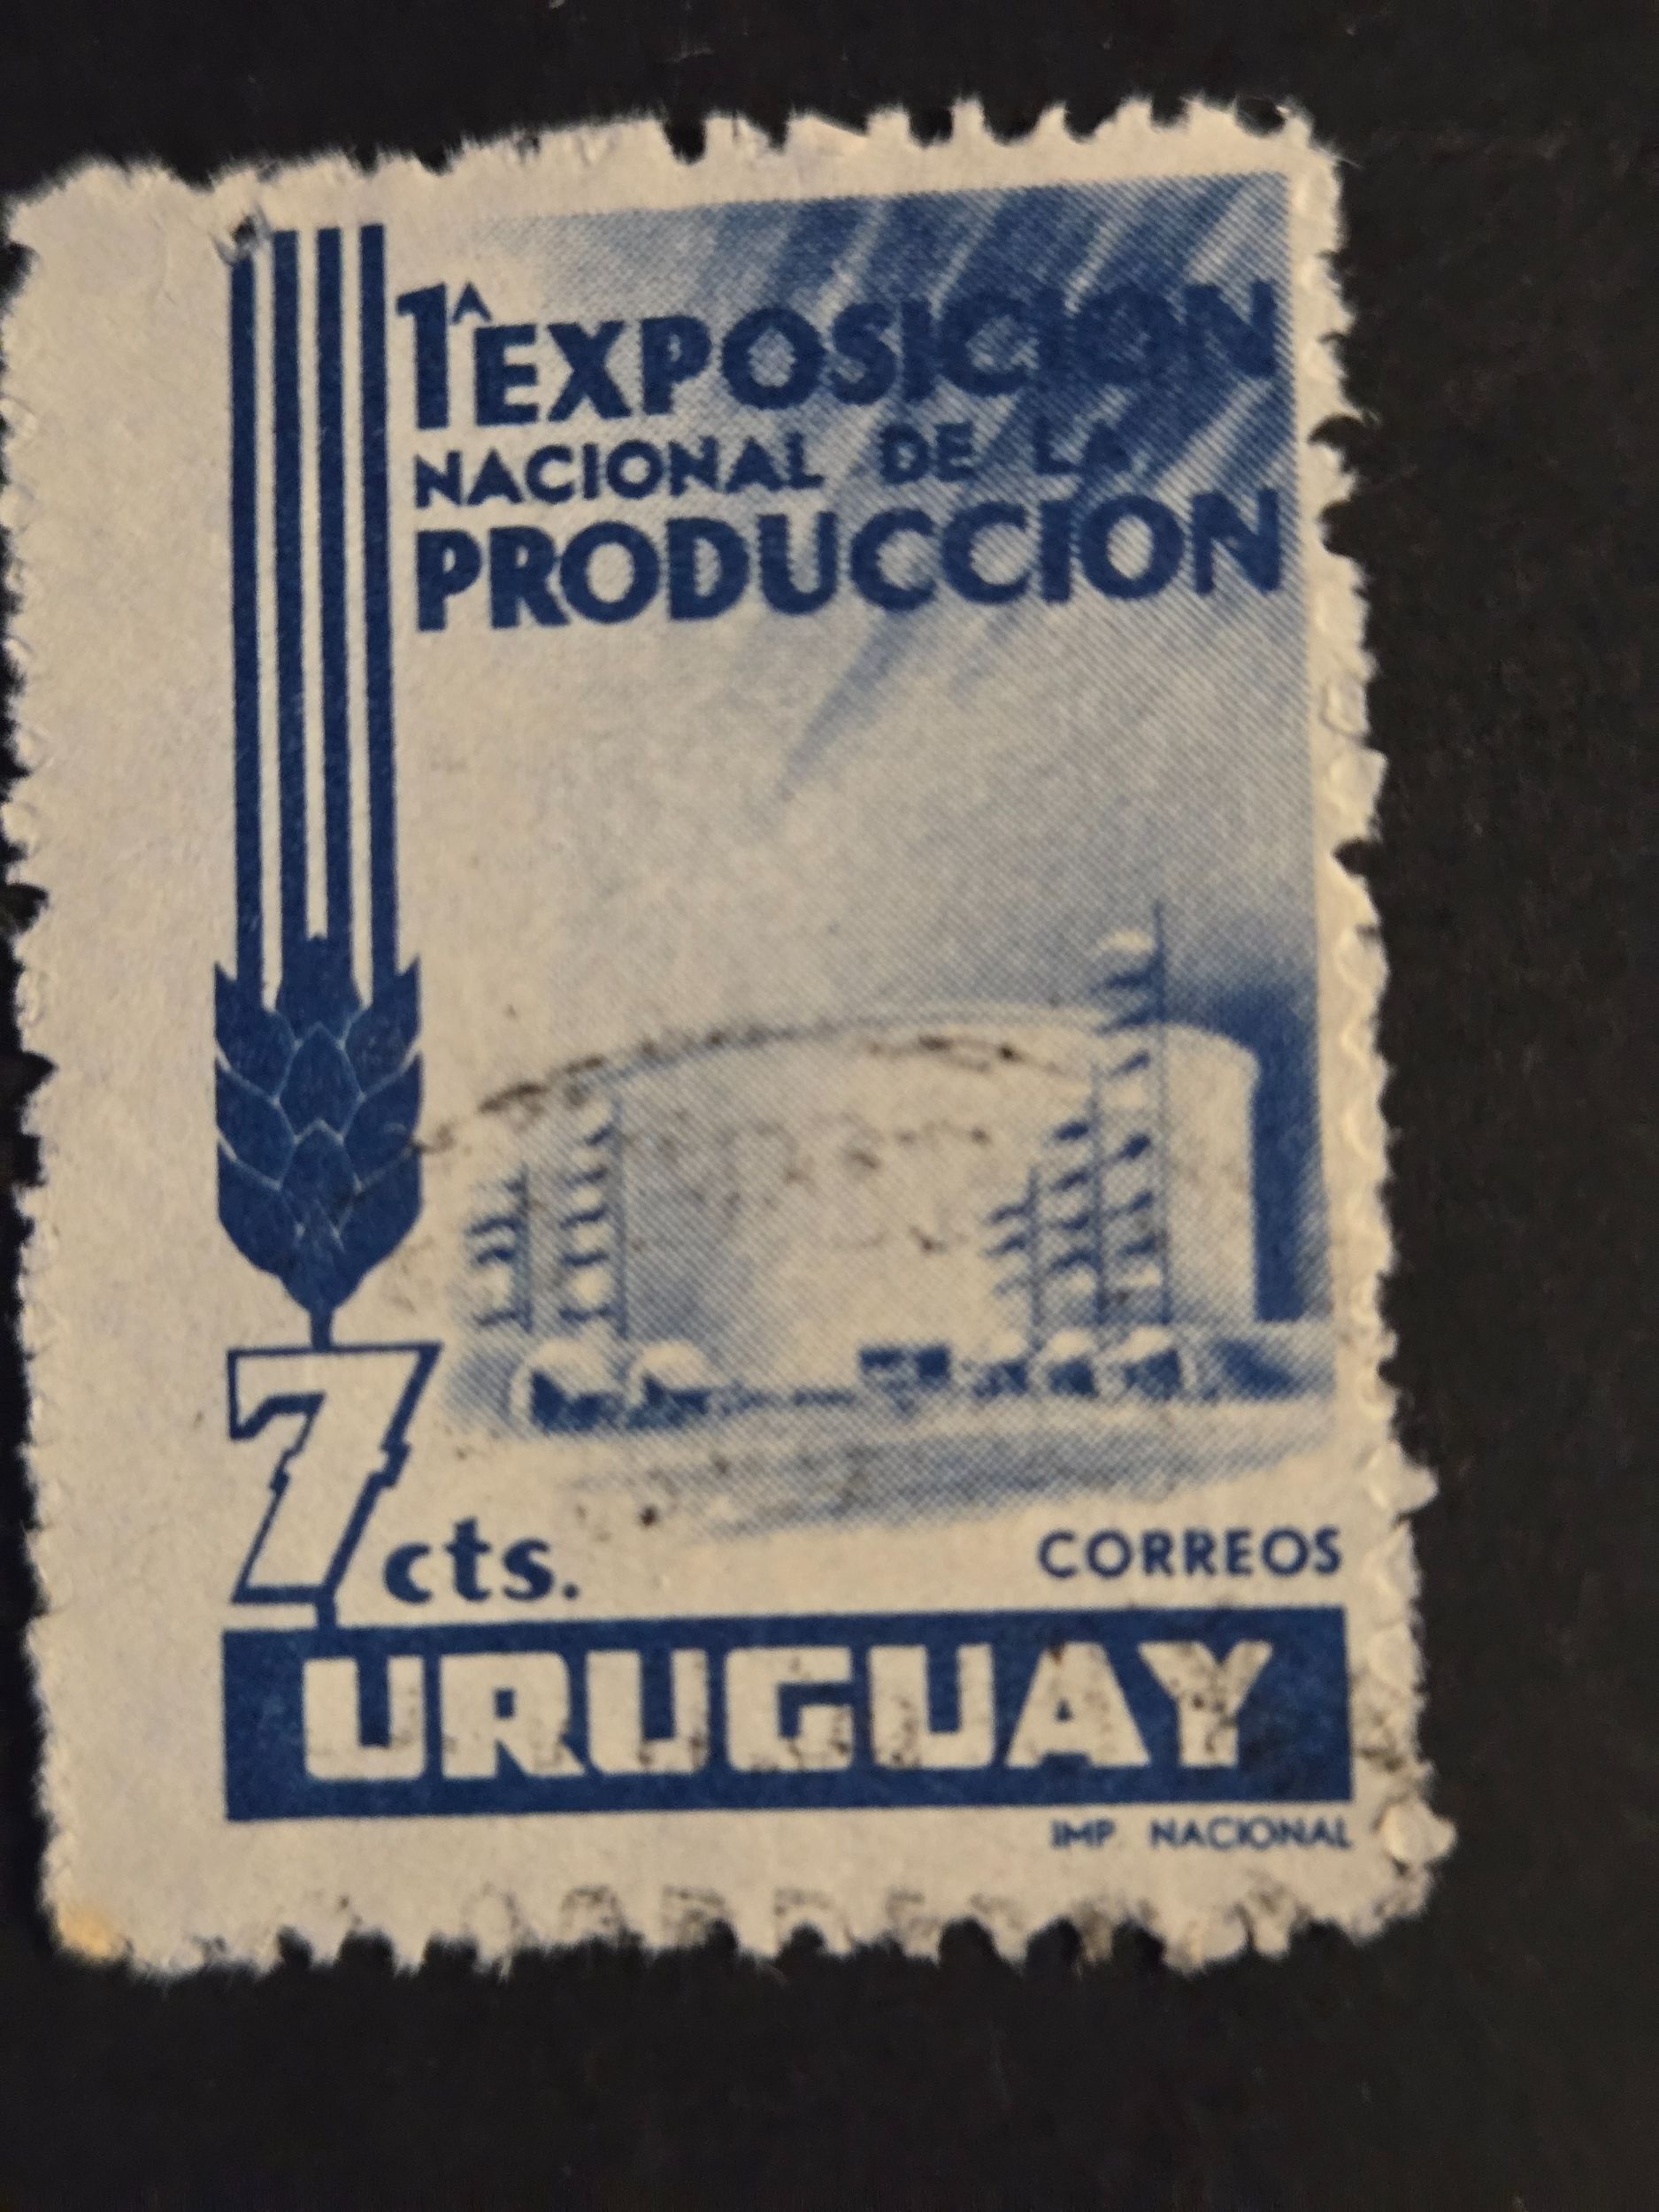 1A EXPOSICION
NACIONAL DE LA
PRODUCCION
7 cts.
CORREOS
URUGUAY
IMP NACIONAL